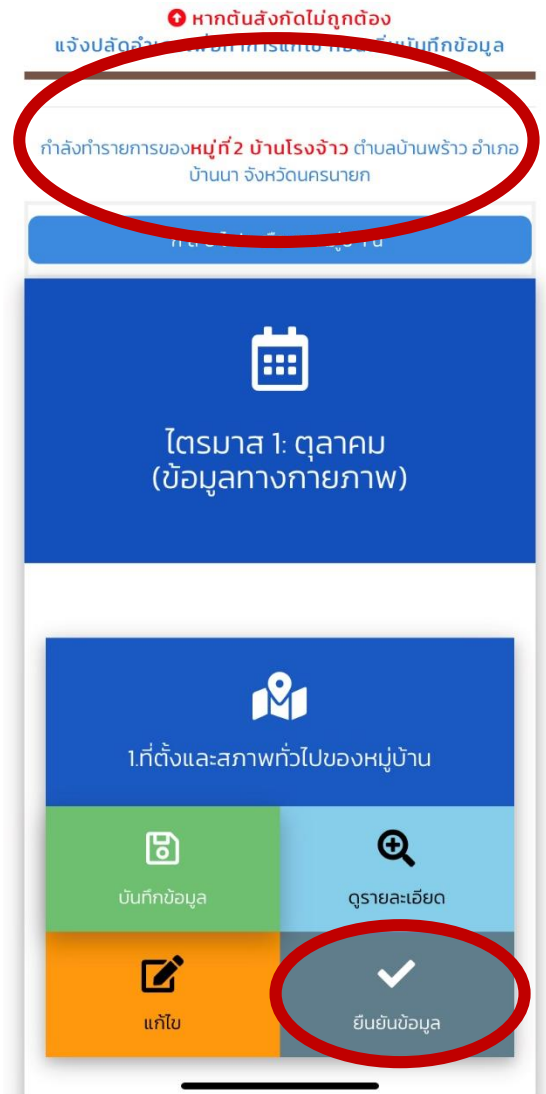 หากต้นสังกัดไม่ถูกต้อง
แจ้งปลัดอำเภอ
บันทึกข้อมูล
กำลังทำรายการของหมู่ที่2 บ้านโรงจ้าว ตำบลบ้านพร้าว อำเภอ
บ้านนา จังหวัดนครนายก
ไตรมาส 1: ตุลาคม
(ข้อมูลทางกายภาพ)
1.ที่ตั้งและสภาพทั่วไปของหมู่บ้าน
บันทึกข้อมูล
ดูรายละเอียด
แก้ไข
ยืนยันข้อมูล